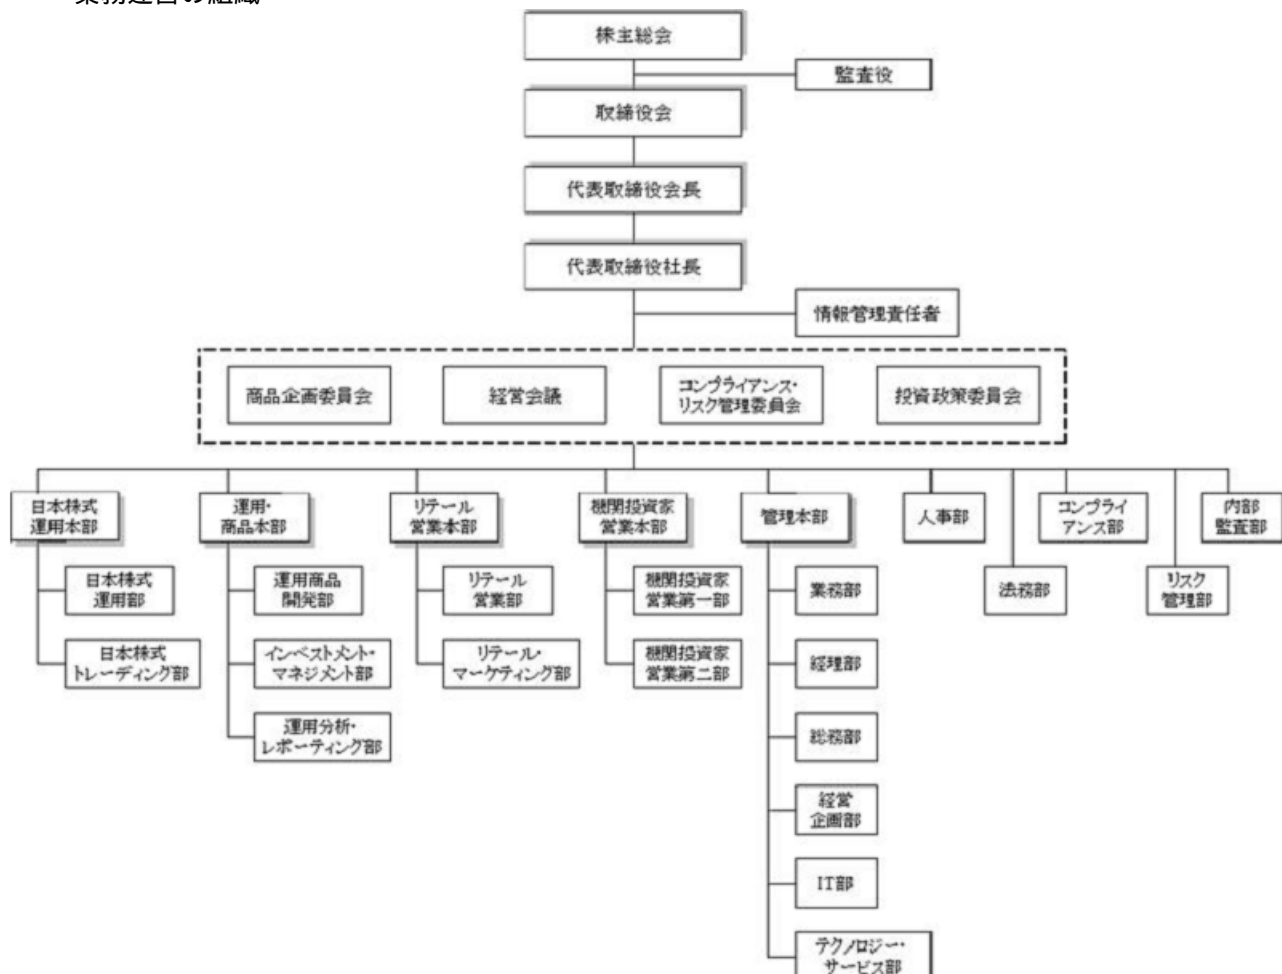 業務運営の組織
株主総会
監査役
取締役会
代表取締役会長
代表取締役社長
情報管理責任者
商品企画委員会
経営会議
コンプライアンス・
リスク管理委員会
投資政策委員会
日本株式
運用本部
運用・
商品本部
リテール
営業本部
機関投資家
営業本部
管理本部
人事部
コンプライ
アンス部
内部
監査部
日本株式
運用部
運用商品
開発部
リテール
営業部
機関投資家
営業第一部
業務部
法務部
リスク
管理部
日本株式
トレーディング部
インベストメント・
マネジメント部
リテール・
マーケティング部
機関投資家
営業第二部
経理部
運用分析・
レポーティング部
総務部
経営
企画部
IT部
テクノロジー・
サービス部